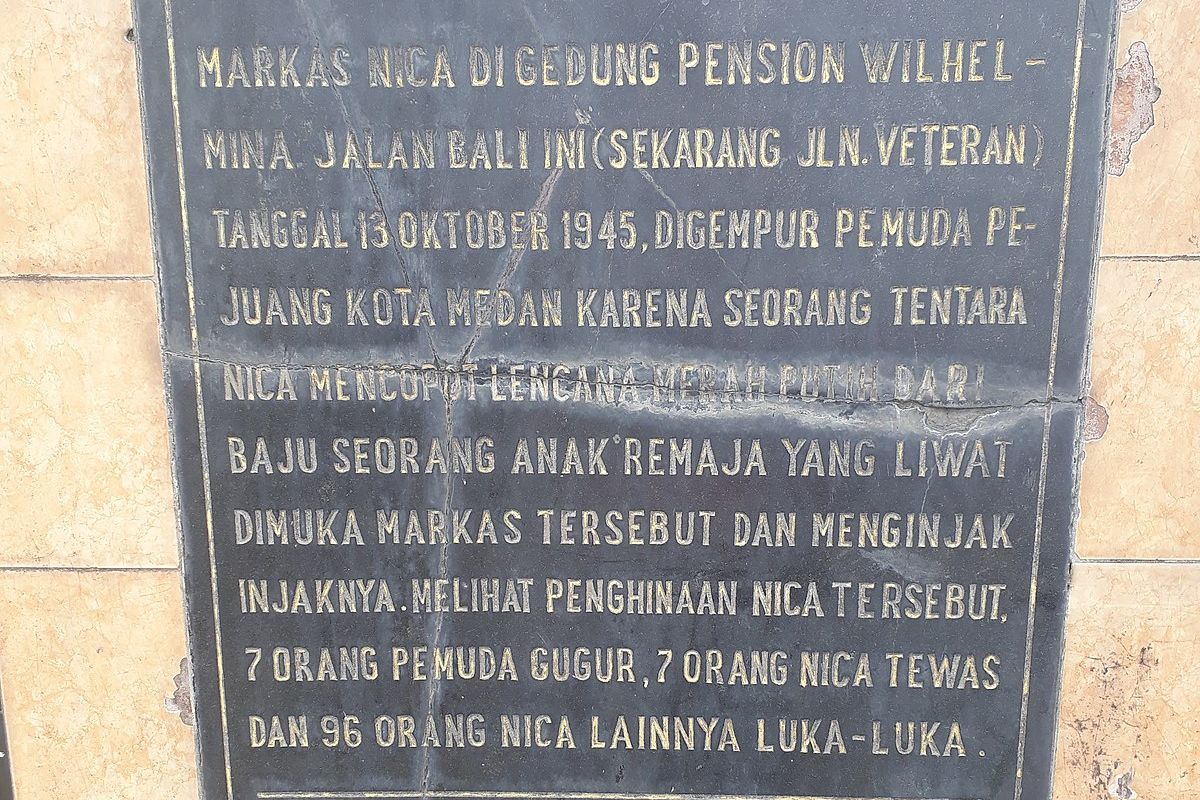 MARKAS NICA DI GEDUNG PENSION WILHEL-
MINA. JALAN BALI INI (SEKARANG JLN. VETERAN)
TANGGAL 13 OKTOBER 1945, DIGEMPUR PEMUDA PE-
JUANG KOTA MEDAN KARENA SEORANG TENTARA
NICA MENCOPOT LENCANA MERAH PUTIH DARI
BAJU SEORANG ANAK REMAJA YANG LIWAT
DIMUKA MARKAS TERSEBUT DAN MENGINJAK
INJAKNYA. MELIHAT PENGHINAAN NICA TERSEBUT,
7 ORANG PEMUDA GUGUR, 7 ORANG NICA TEWAS
DAN 96 ORANG NICA LAINNYA LUKA-LUKA.